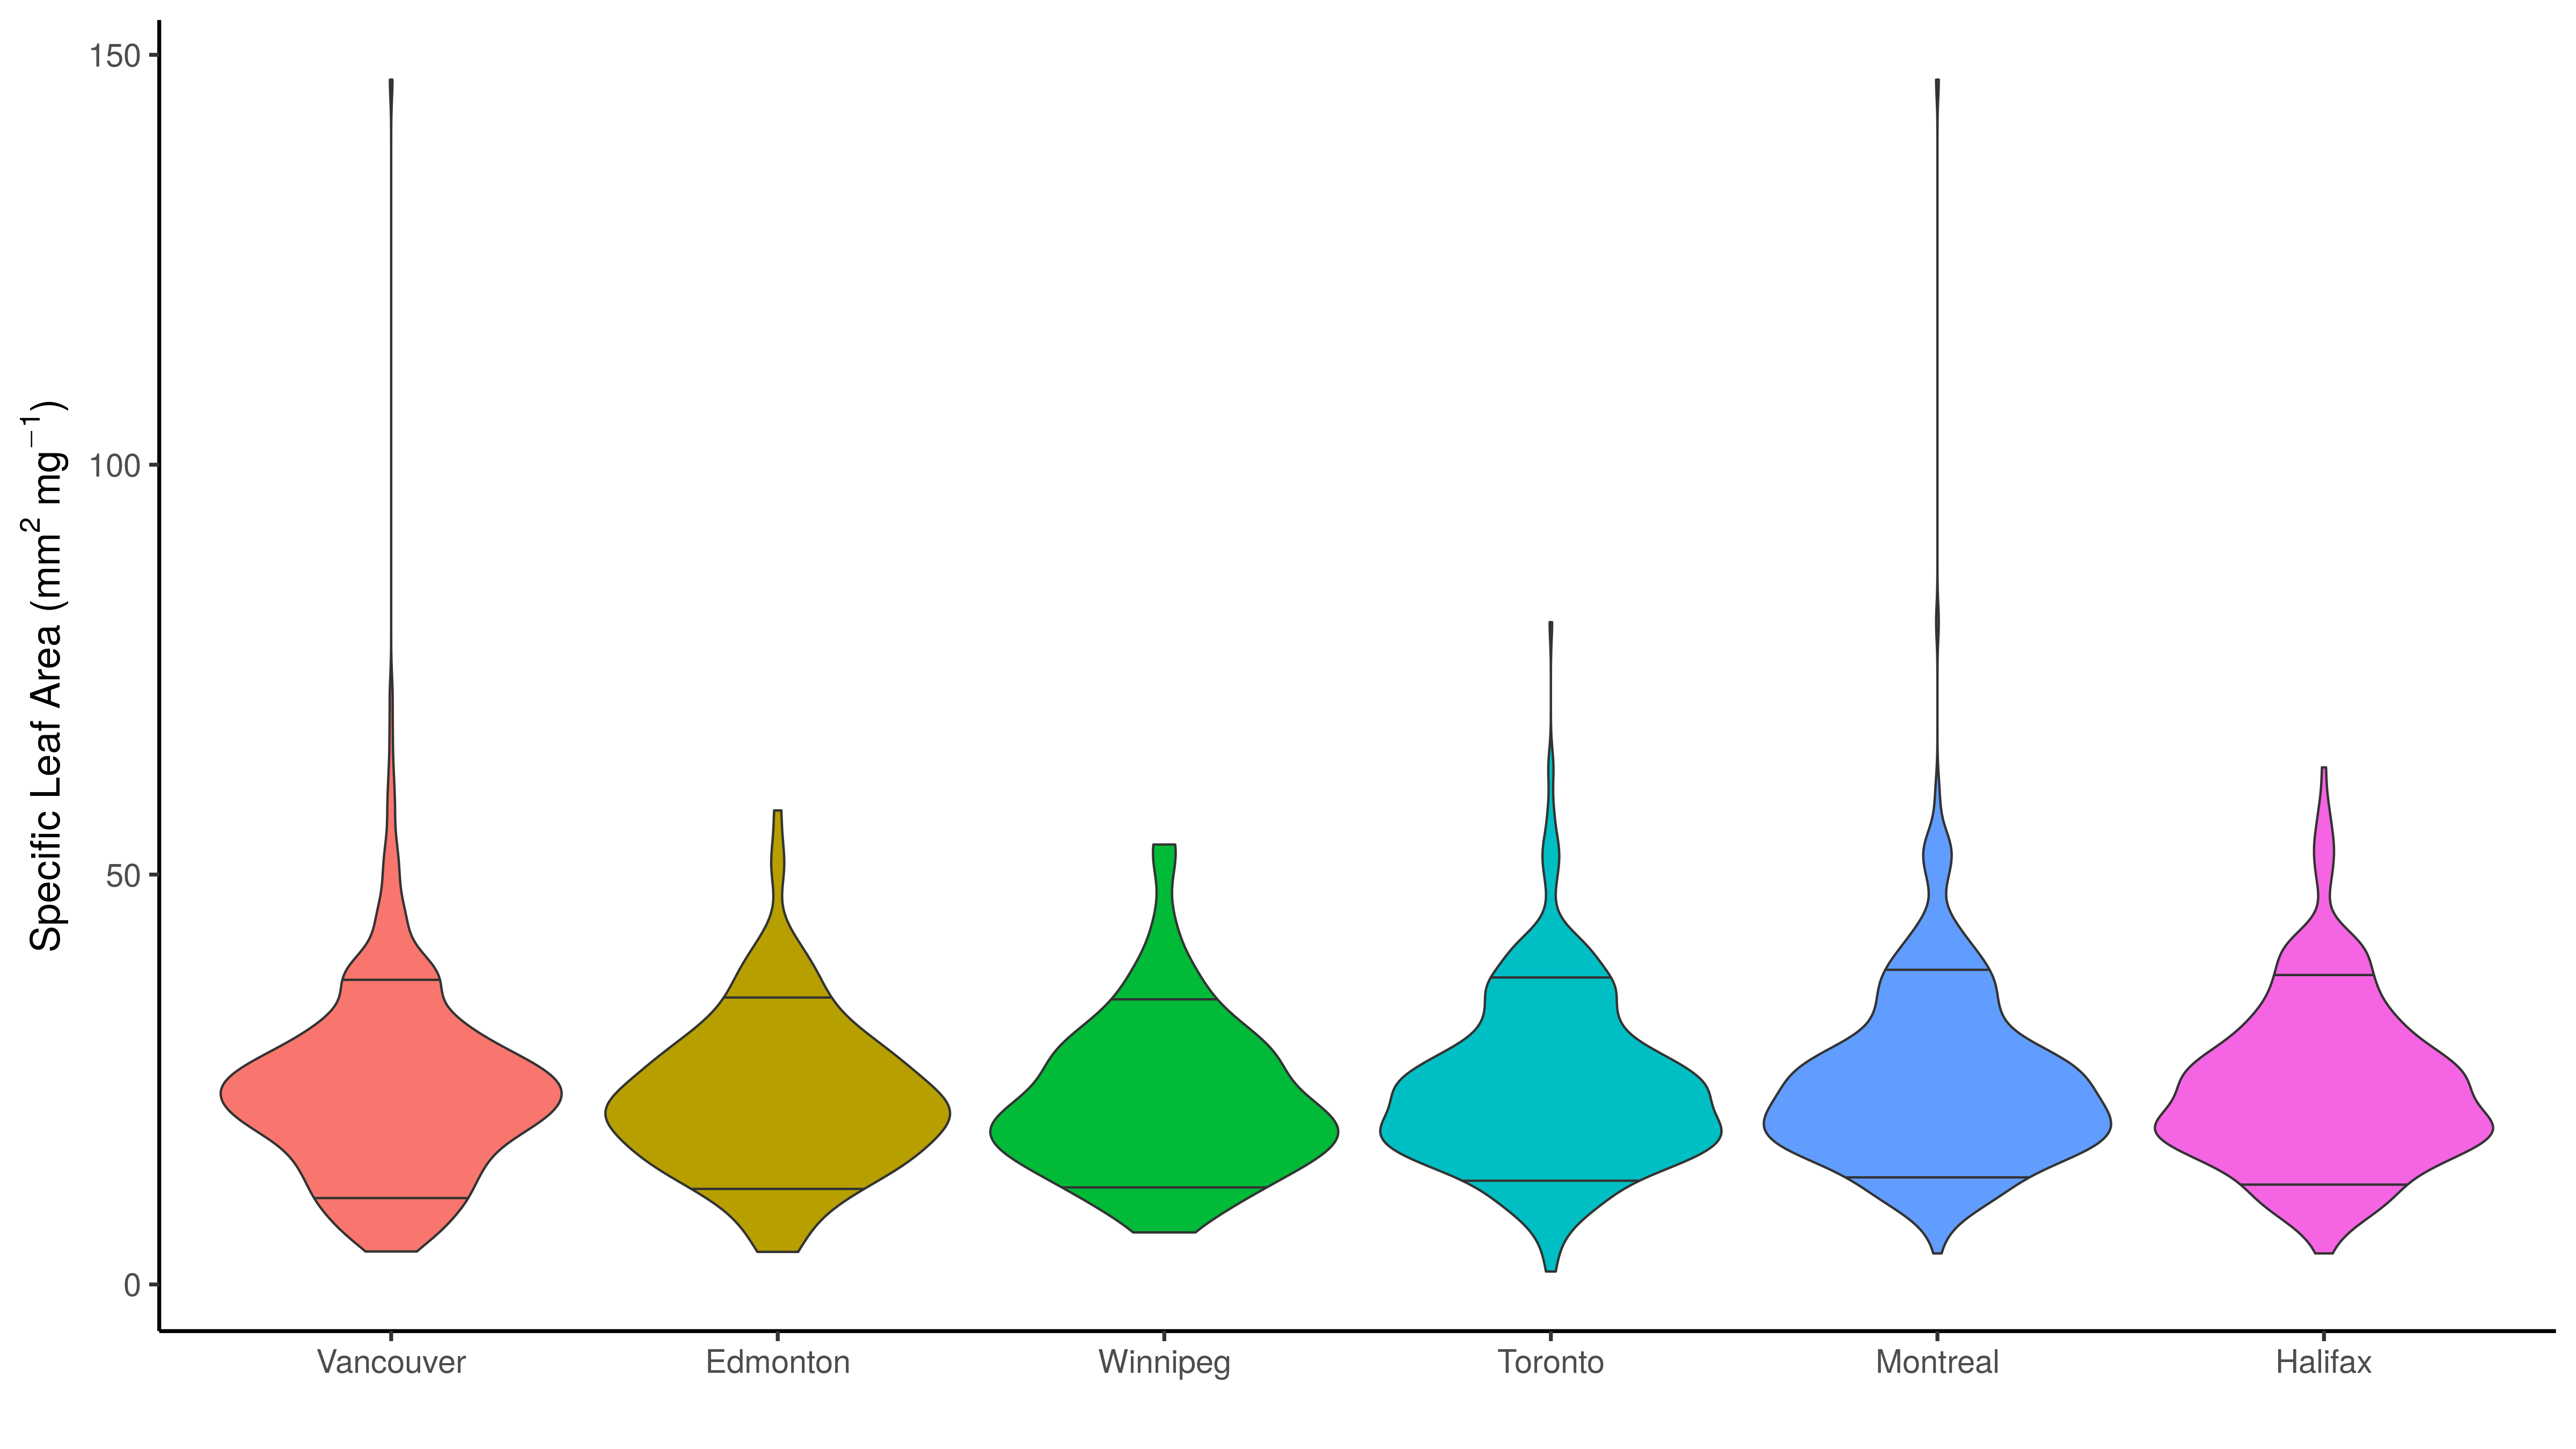 Specific Leaf Area (mm² mg⁻¹)
150
100
50
0
Vancouver
Edmonton
Winnipeg
Toronto
Montreal
Halifax